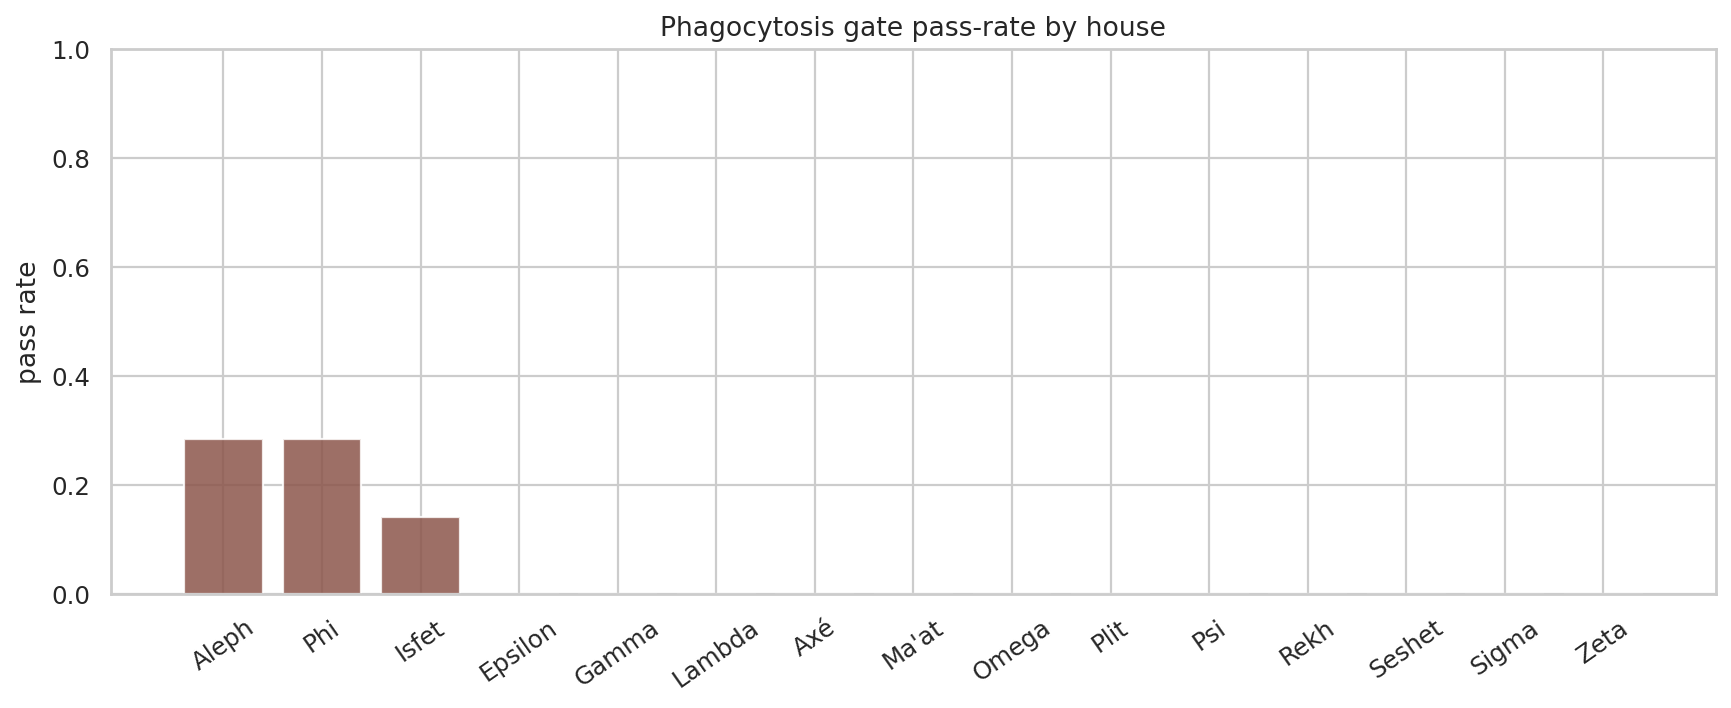 Phagocytosis gate pass-rate by house
pass rate
1.0
0.8
0.6
0.4
0.2
0.0
Aleph
Phi
Isfet
Epsilon
Gamma
Lambda
Axé
Ma'at
Omega
Plit
Psi
Rekh
Seshet
Sigma
Zeta